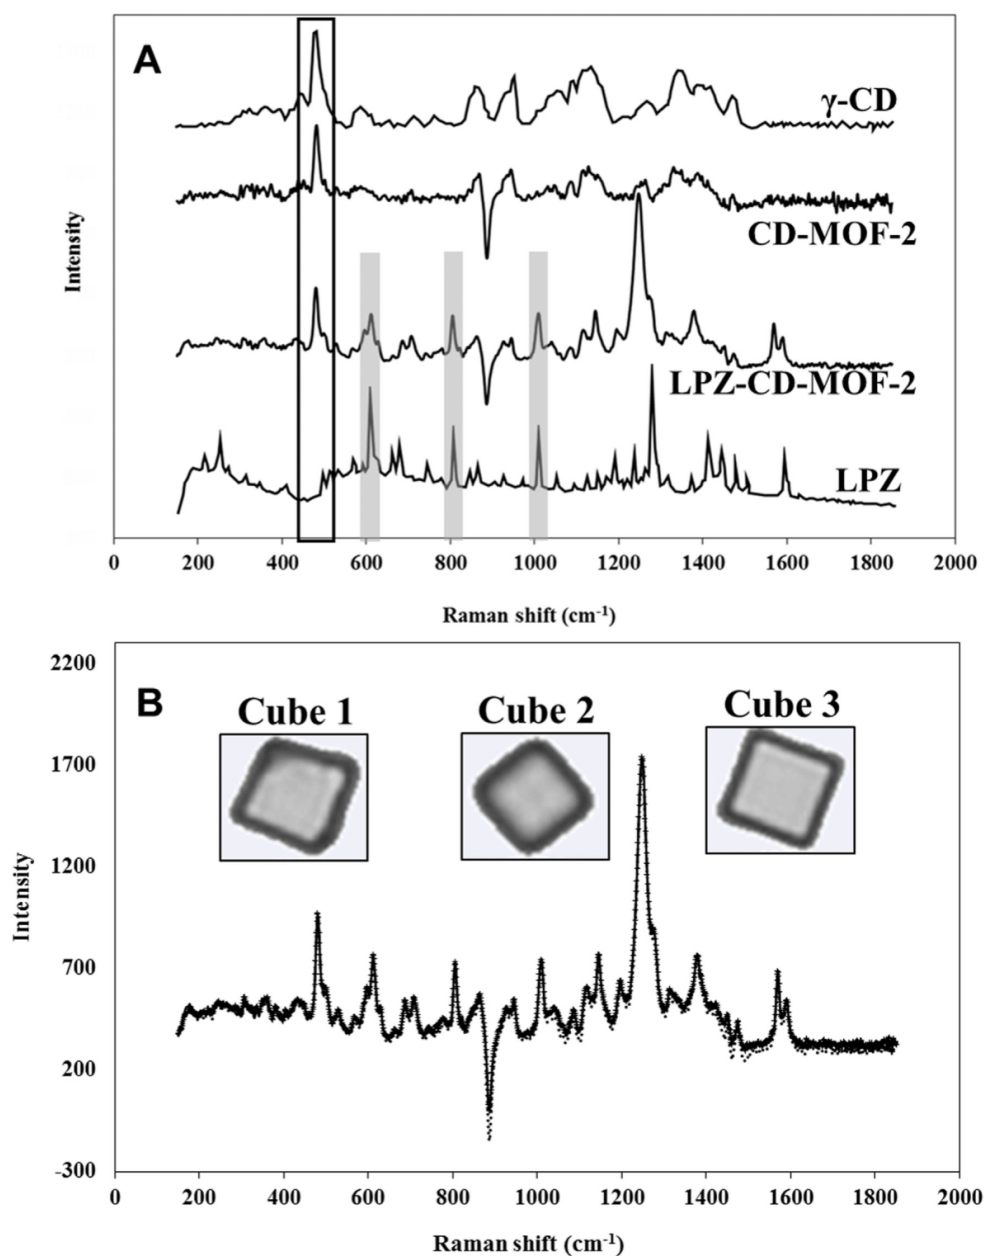 A
γ-CD
CD-MOF-2
LPZ-CD-MOF-2
LPZ
Intensity
0 200 400 600 800 1000 1200 1400 1600 1800 2000
Raman shift (cm⁻¹)
B
Cube 1 Cube 2 Cube 3
2200
1700
1200
700
200
-300
Intensity
0 200 400 600 800 1000 1200 1400 1600 1800 2000
Raman shift (cm⁻¹)